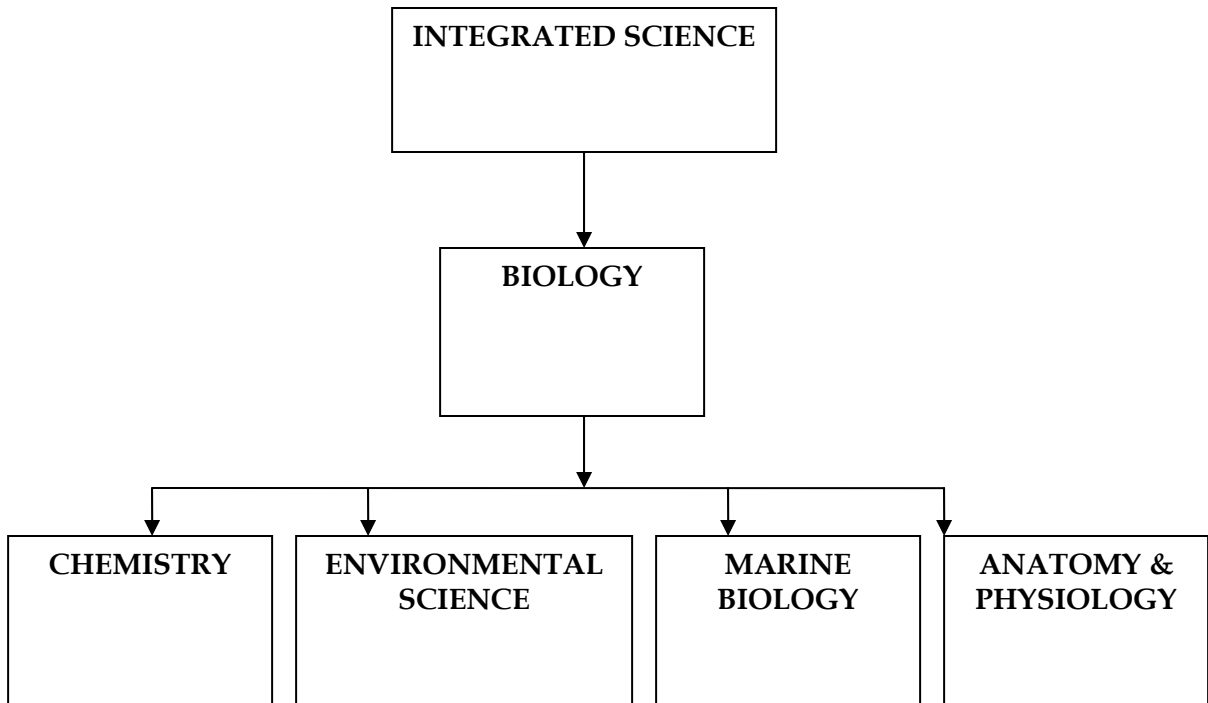 INTEGRATED SCIENCE
BIOLOGY
CHEMISTRY
ENVIRONMENTAL
SCIENCE
MARINE
BIOLOGY
ANATOMY &
PHYSIOLOGY